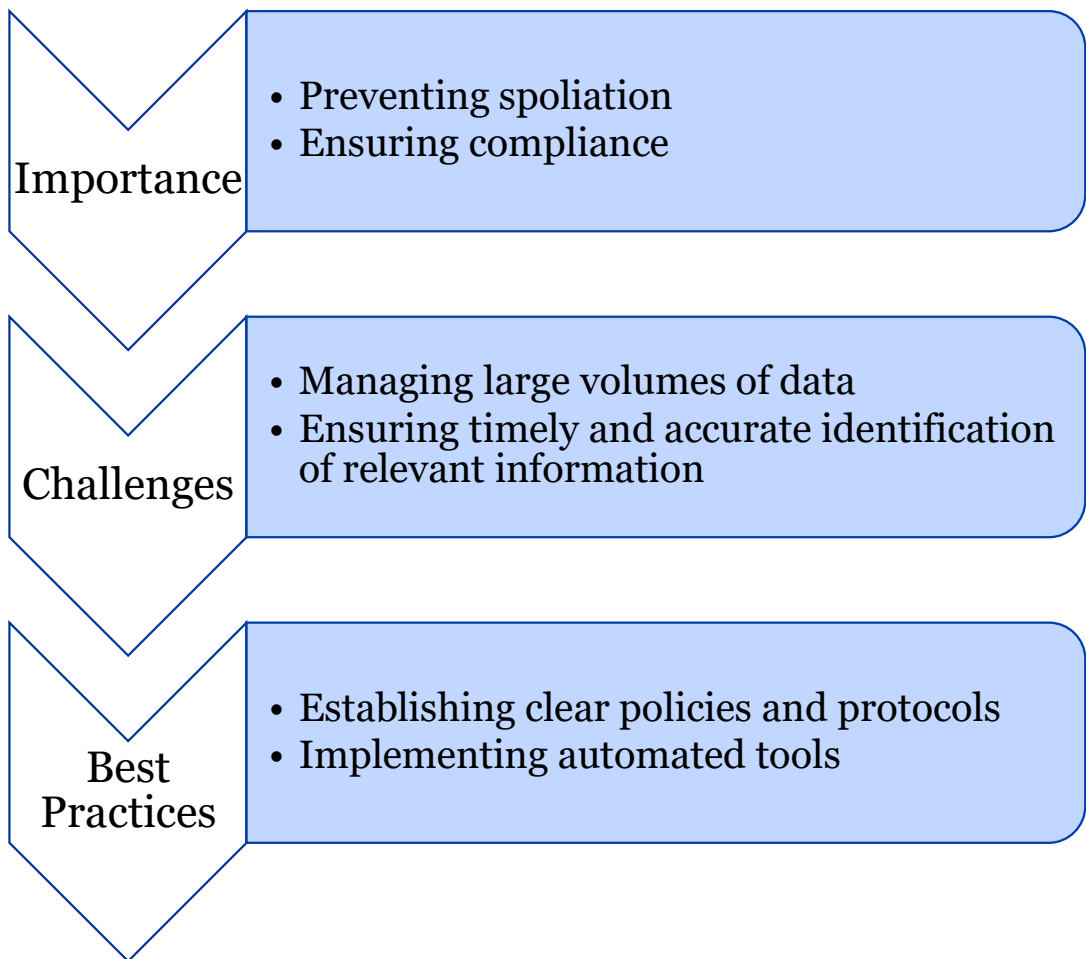 Importance
• Preventing spoliation
• Ensuring compliance
Challenges
• Managing large volumes of data
• Ensuring timely and accurate identification
of relevant information
Best
Practices
• Establishing clear policies and protocols
• Implementing automated tools